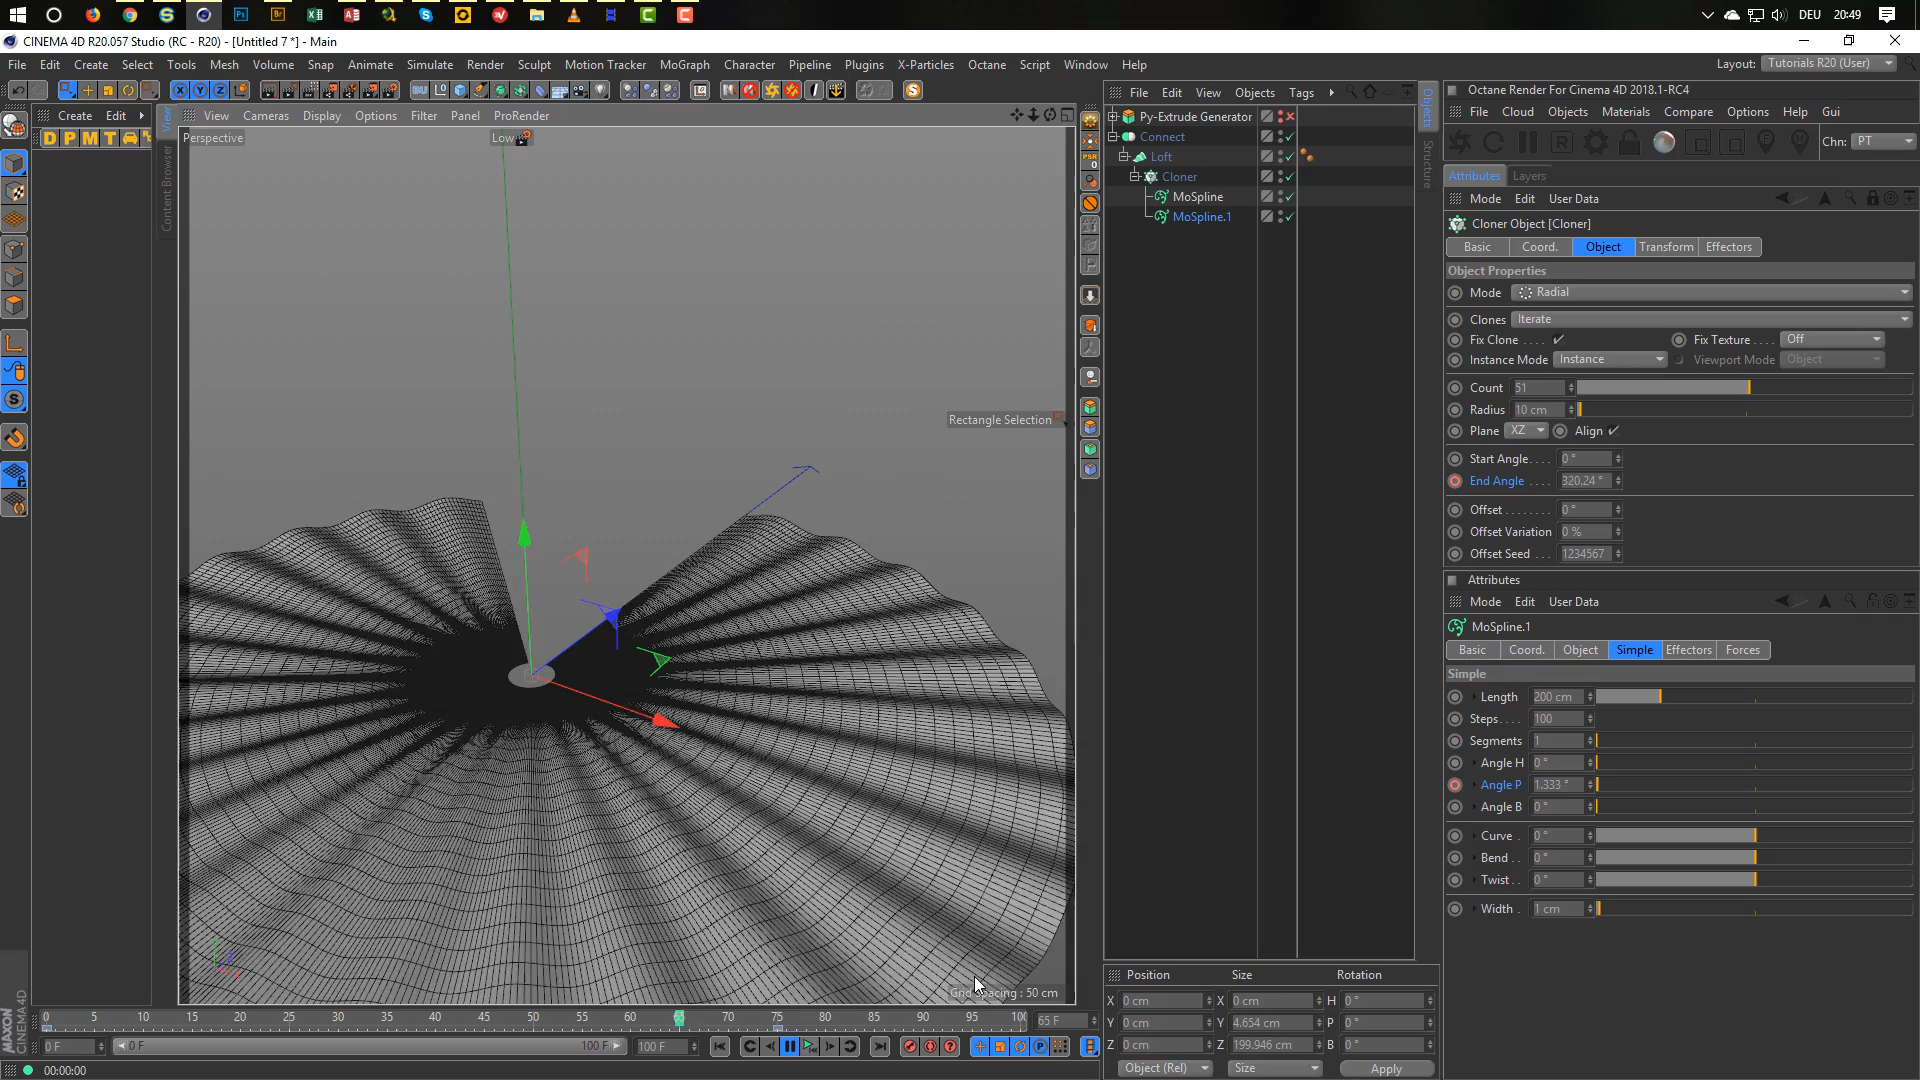 DEU 20:49
CINEMA 4D R20.057 Studio (RC - R20) - [Untitled 7 *] - Main
File Edit Create Select Tools Mesh Volume Snap Animate Simulate Render Sculpt Motion Tracker MoGraph Character Pipeline Plugins X-Particles Octane Script Window Help
Layout: Tutorials R20 (User)
Create Edit
D P M T
View
Content Browser
View Cameras Display Options Filter Panel ProRender
Perspective
Low
Rectangle Selection
Grid Spacing : 50 cm
PSR
0
File Edit View Objects Tags
Py-Extrude Generator
Connect
Loft
Cloner
MoSpline
MoSpline.1
Objects
Structure
Octane Render For Cinema 4D 2018.1-RC4
File Cloud Objects Materials Compare Options Help Gui
Chn: PT
Attributes Layers
Mode Edit User Data
Cloner Object [Cloner]
Basic Coord. Object Transform Effectors
Object Properties
Mode Radial
Clones Iterate
Fix Clone Fix Texture Off
Instance Mode Instance Viewport Mode Object
Count 51
Radius 10 cm
Plane XZ Align
Start Angle 0 °
End Angle 320.24 °
Offset 0 °
Offset Variation 0 %
Offset Seed 1234567
Attributes
Mode Edit User Data
MoSpline.1
Basic Coord. Object Simple Effectors Forces
Simple
Length 200 cm
Steps 100
Segments 1
Angle H 0 °
Angle P 1.333 °
Angle B 0 °
Curve 0 °
Bend 0 °
Twist 0 °
Width 1 cm
Position Size Rotation
X 0 cm X 0 cm H 0 °
Y 0 cm Y 4.654 cm P 0 °
Z 0 cm Z 199.946 cm B 0 °
Object (Rel) Size Apply
0 5 10 15 20 25 30 35 40 45 50 55 60 65 70 75 80 85 90 95 100 65 F
0 F 0 F 100 F 100 F
MAXON
CINEMA 4D
00:00:00